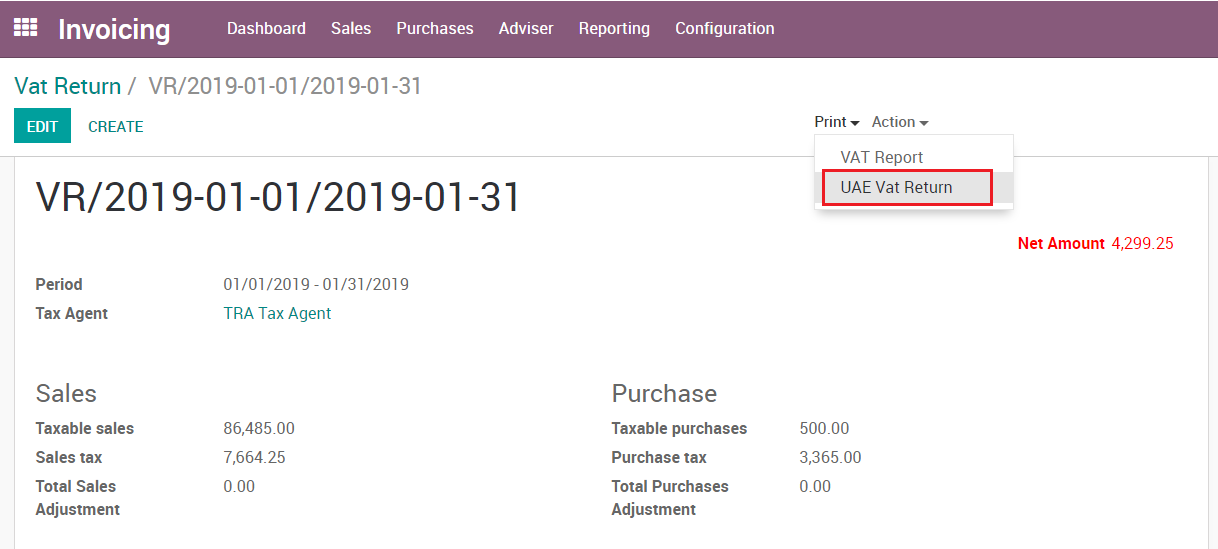 Invoicing Dashboard Sales Purchases Adviser Reporting Configuration
Vat Return / VR/2019-01-01/2019-01-31
EDIT CREATE Print Action
VAT Report
UAE Vat Return
VR/2019-01-01/2019-01-31
Net Amount 4,299.25
Period 01/01/2019 - 01/31/2019
Tax Agent TRA Tax Agent
Sales
Taxable sales 86,485.00
Sales tax 7,664.25
Total Sales 0.00
Adjustment
Purchase
Taxable purchases 500.00
Purchase tax 3,365.00
Total Purchases 0.00
Adjustment